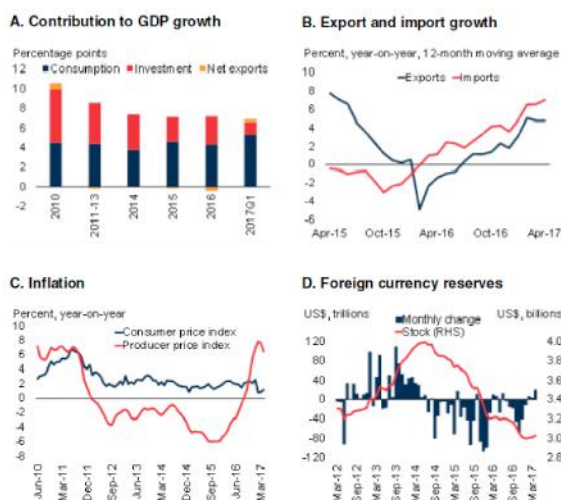 A. Contribution to GDP growth
Percentage points
Consumption Investment Net exports
12
10
8
6
4
2
0
-2
2010
2011-13
2014
2015
2016
2017Q1
B. Export and import growth
Percent, year-on-year, 12-month moving average
Exports Imports
10
8
6
4
2
0
-2
-4
-6
Apr-15 Oct-15 Apr-16 Oct-16 Apr-17
C. Inflation
Percent, year-on-year
Consumer price index
Producer price index
10
8
6
4
2
0
-2
-4
-6
-8
Jun-10
Mar-11
Dec-11
Sep-12
Jun-13
Mar-14
Dec-14
Sep-15
Jun-16
Mar-17
D. Foreign currency reserves
US$, trillions
US$, billions
Monthly change
Stock (RHS)
120
80
40
0
-40
-80
-120
4.0
3.8
3.6
3.4
3.2
3.0
2.8
Mar-12
Sep-12
Mar-13
Sep-13
Mar-14
Sep-14
Mar-15
Sep-15
Mar-16
Sep-16
Mar-17